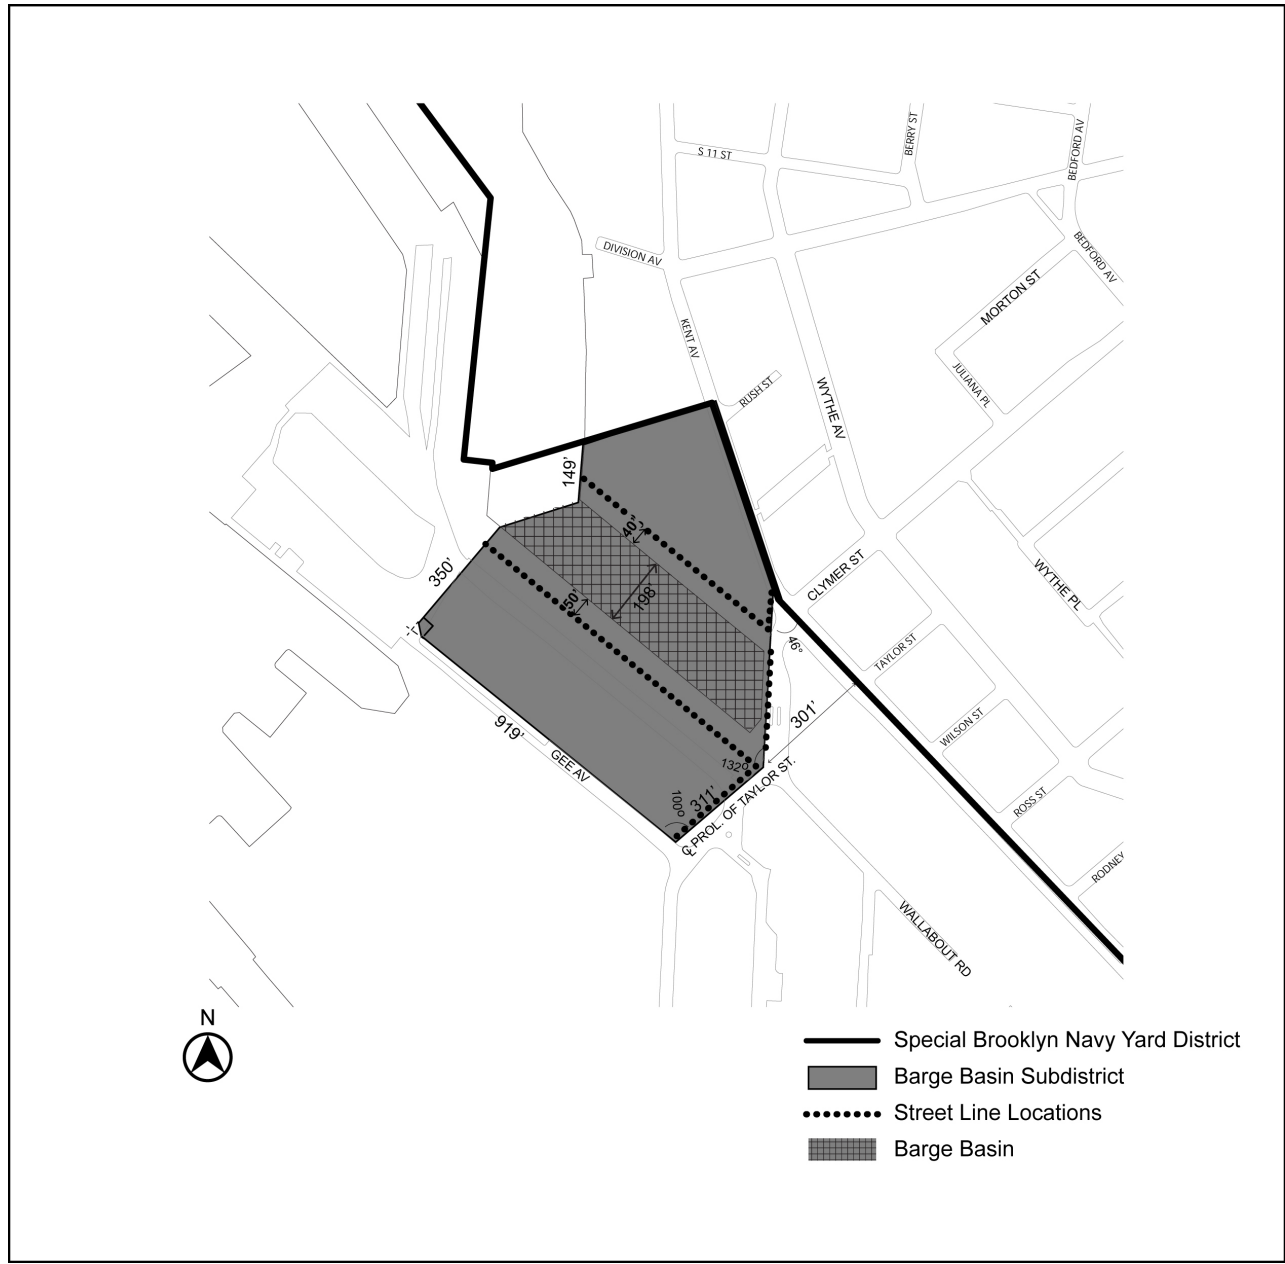 BERRY ST
BEDFORD AV
S 11 ST
DIVISION AV
BEDFORD AV
MORTON ST
KENT AV
JULIANA PL
RUSH ST
WYTHE AV
149'
40'
350'
50'
198'
CLYMER ST
WYTHE PL
46°
TAYLOR ST
301'
919'
WILSON ST
GEE AV
132°
311'
100°
℄ PROL. OF TAYLOR ST.
ROSS ST
RODNEY
WALLABOUT RD
N
Special Brooklyn Navy Yard District
Barge Basin Subdistrict
Street Line Locations
Barge Basin